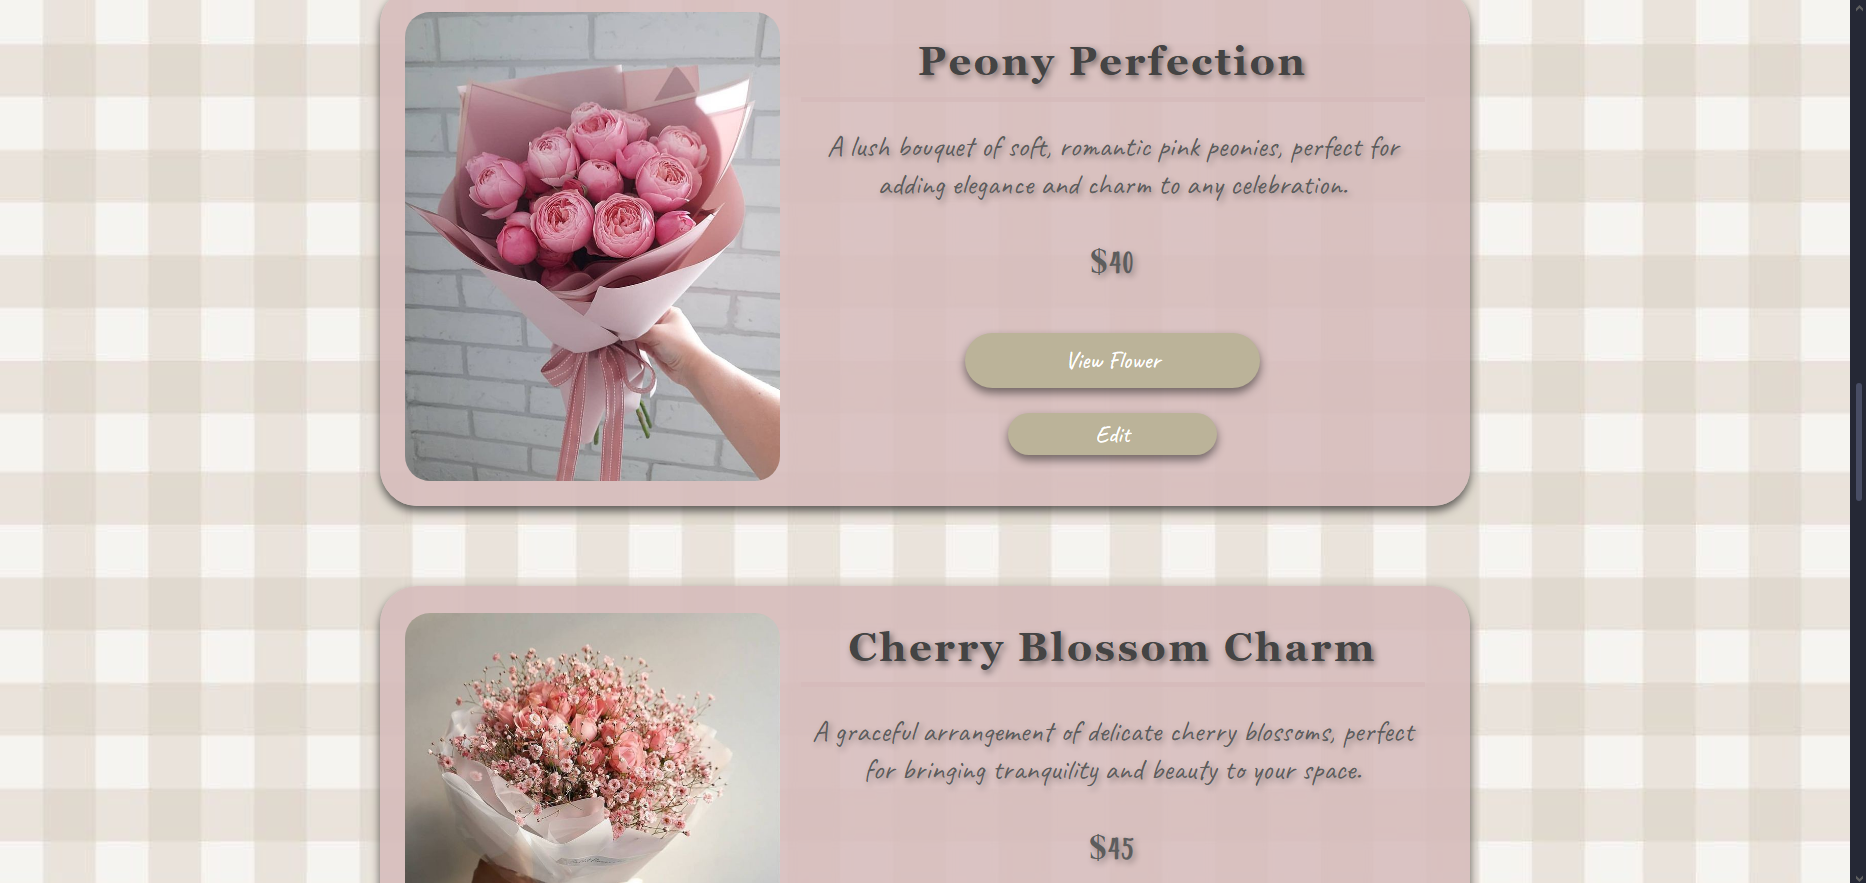 Peony Perfection
A lush bouquet of soft, romantic pink peonies, perfect for
adding elegance and charm to any celebration.
$40
View Flower
Edit
Cherry Blossom Charm
A graceful arrangement of delicate cherry blossoms, perfect
for bringing tranquility and beauty to your space.
$45